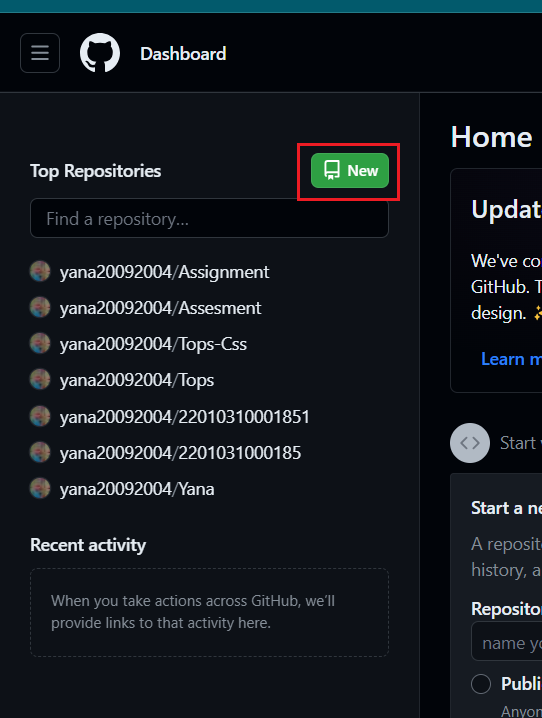 Dashboard
Top Repositories
New
Find a repository...
yana20092004/Assignment
yana20092004/Assesment
yana20092004/Tops-Css
yana20092004/Tops
yana20092004/22010310001851
yana20092004/2201031000185
yana20092004/Yana
Recent activity
When you take actions across GitHub, we'll
provide links to that activity here.
Home
Updat
We've co
GitHub. T
design. ✨
Learn m
Start
Start a ne
A reposit
history, a
Reposito
name yo
Publi
Anyon